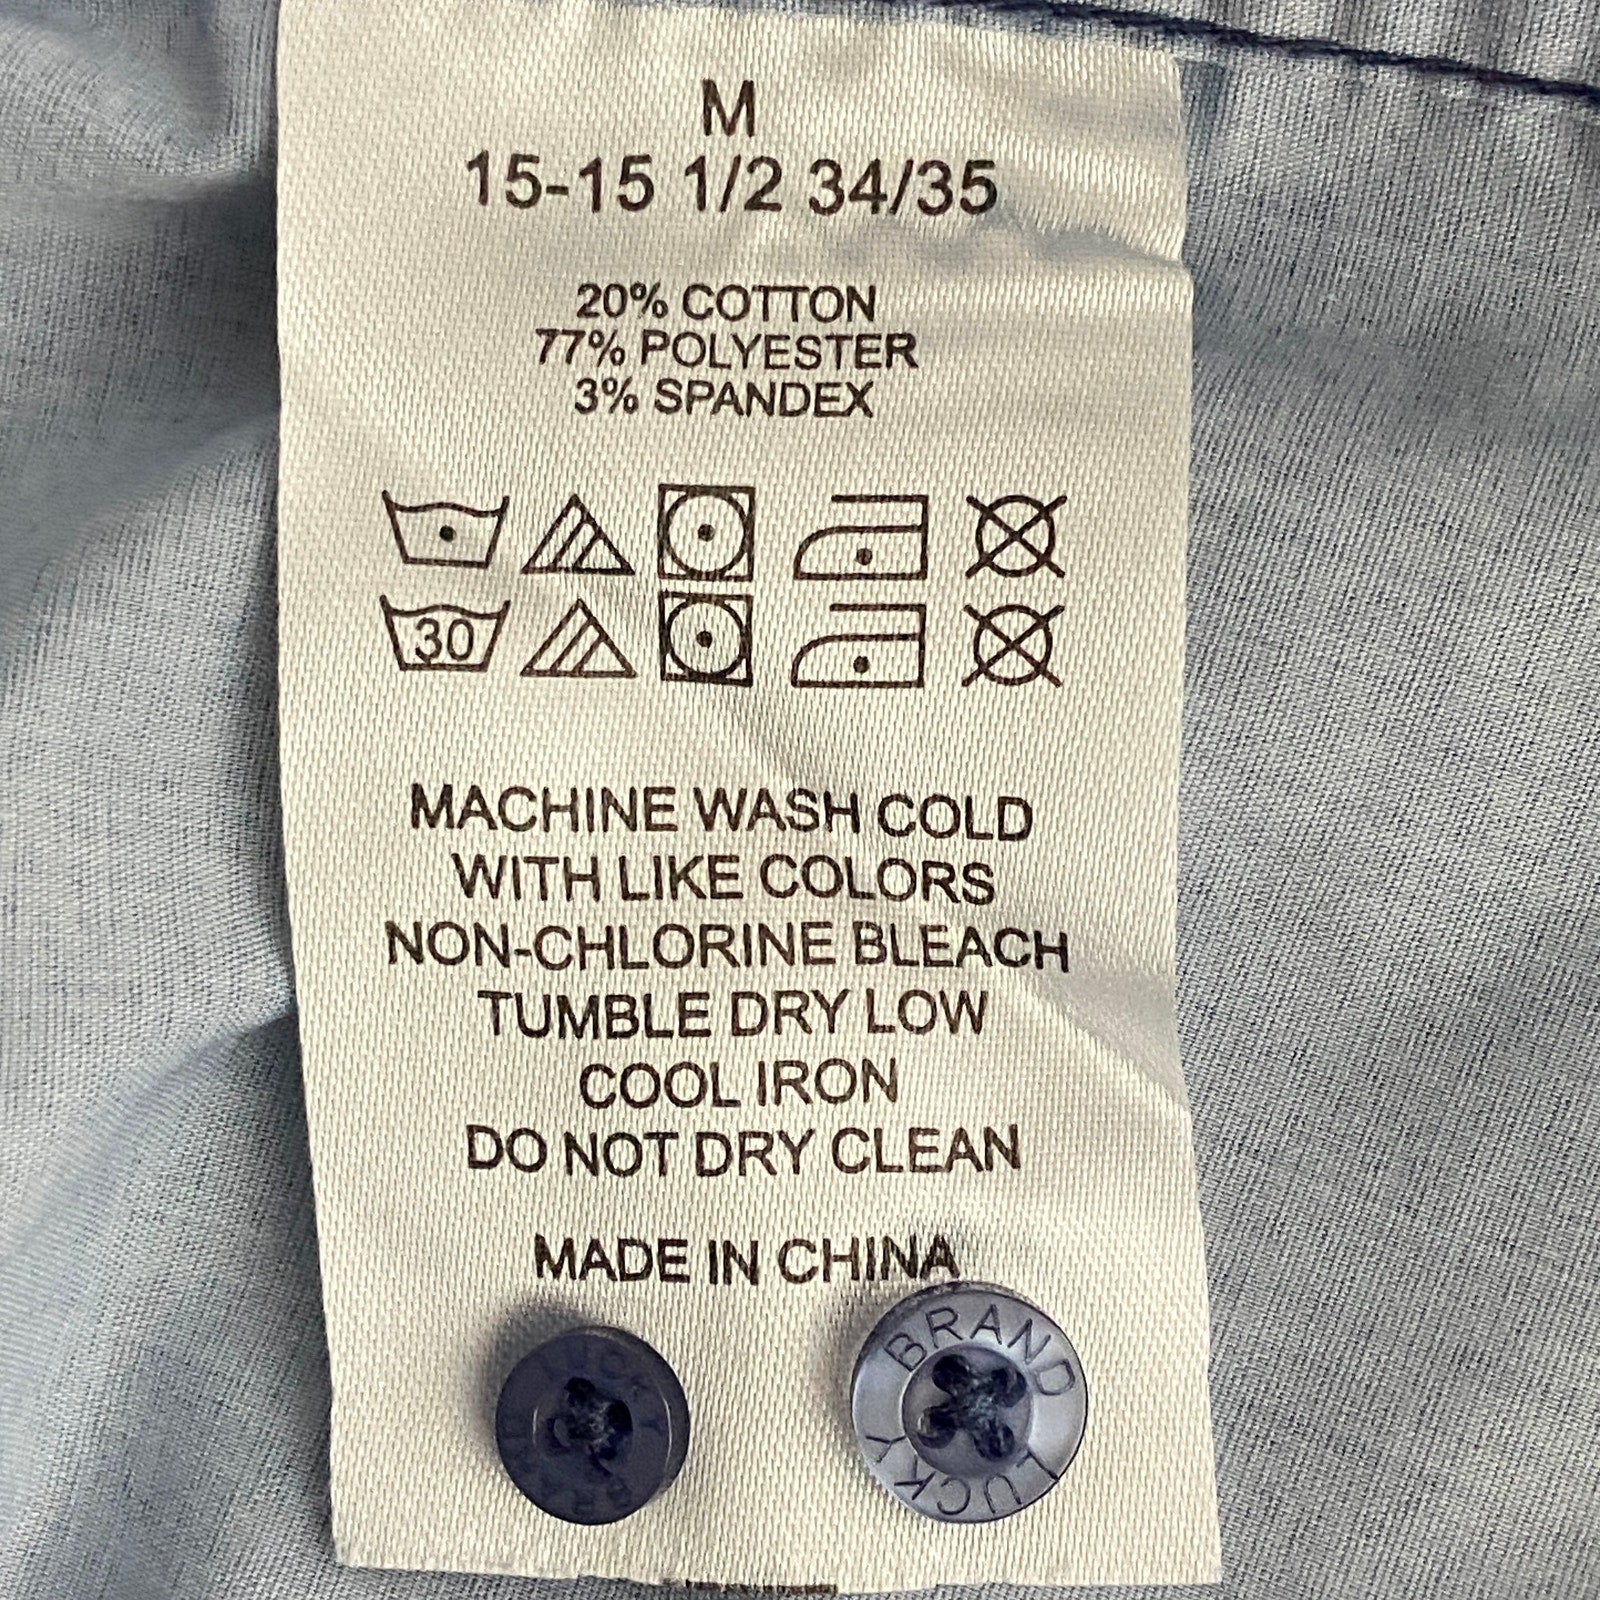 M
15-15 1/2 34/35
20% COTTON
77% POLYESTER
3% SPANDEX
30
MACHINE WASH COLD
WITH LIKE COLORS
NON-CHLORINE BLEACH
TUMBLE DRY LOW
COOL IRON
DO NOT DRY CLEAN
MADE IN CHINA
LUCKY BRAND